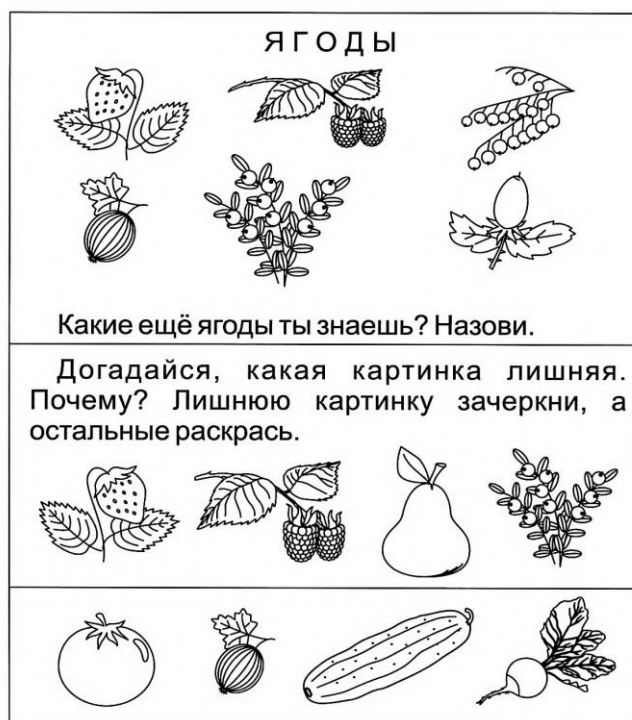 ЯГОДЫ
Какие ещё ягоды ты знаешь? Назови.
Догадайся, какая картинка лишняя.
Почему? Лишнюю картинку зачеркни, а
остальные раскрась.